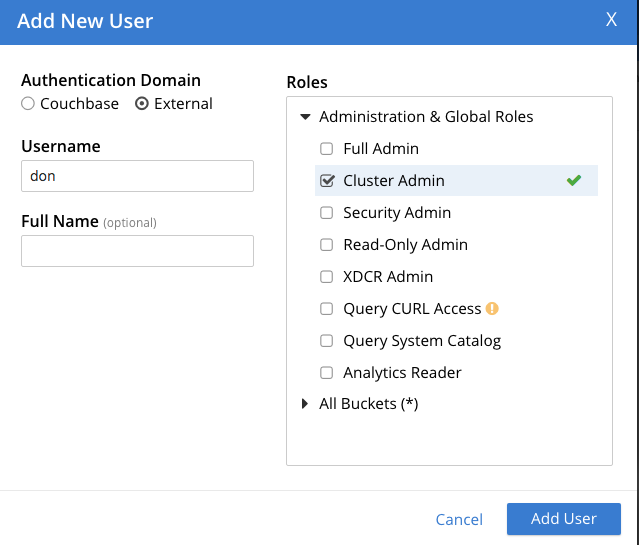 Add New User X
Authentication Domain
Couchbase External
Username
don
Full Name (optional)
Roles
Administration & Global Roles
Full Admin
Cluster Admin
Security Admin
Read-Only Admin
XDCR Admin
Query CURL Access
Query System Catalog
Analytics Reader
All Buckets (*)
Cancel Add User